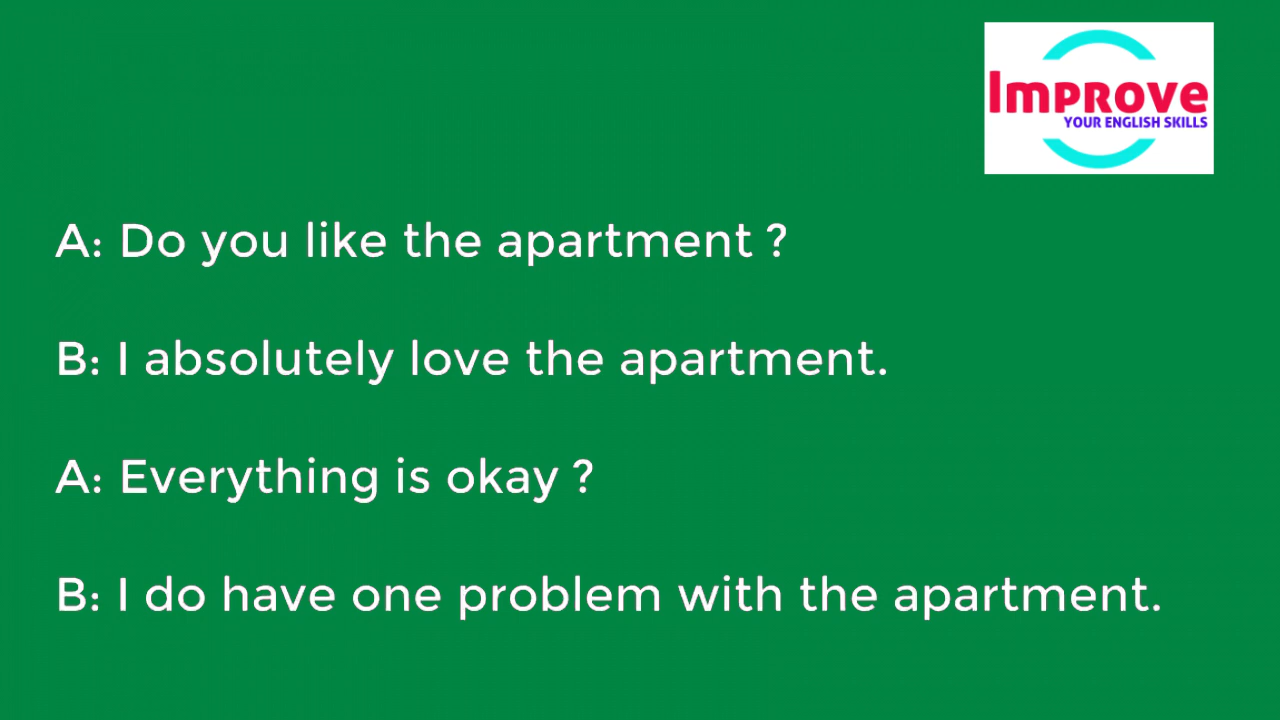 Improve
YOUR ENGLISH SKILLS
A: Do you like the apartment ?
B: I absolutely love the apartment.
A: Everything is okay ?
B: I do have one problem with the apartment.